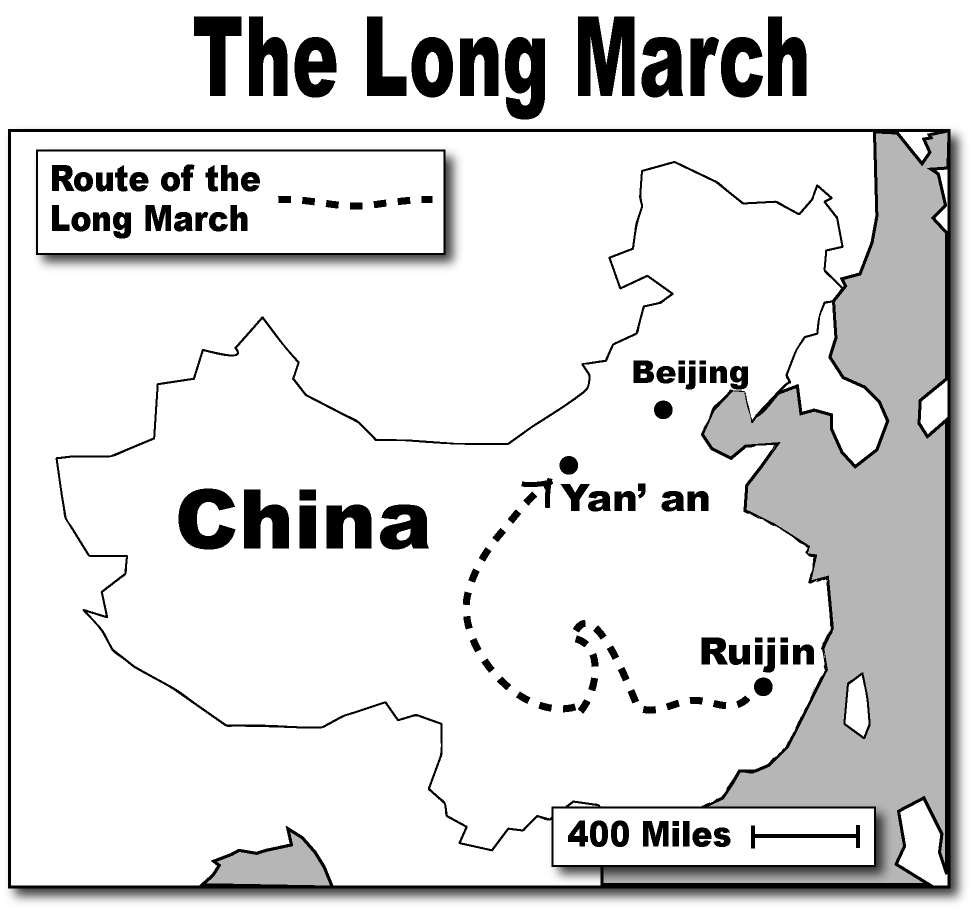 The Long March
Route of the
Long March
Beijing
Yan’ an
China
Ruijin
400 Miles